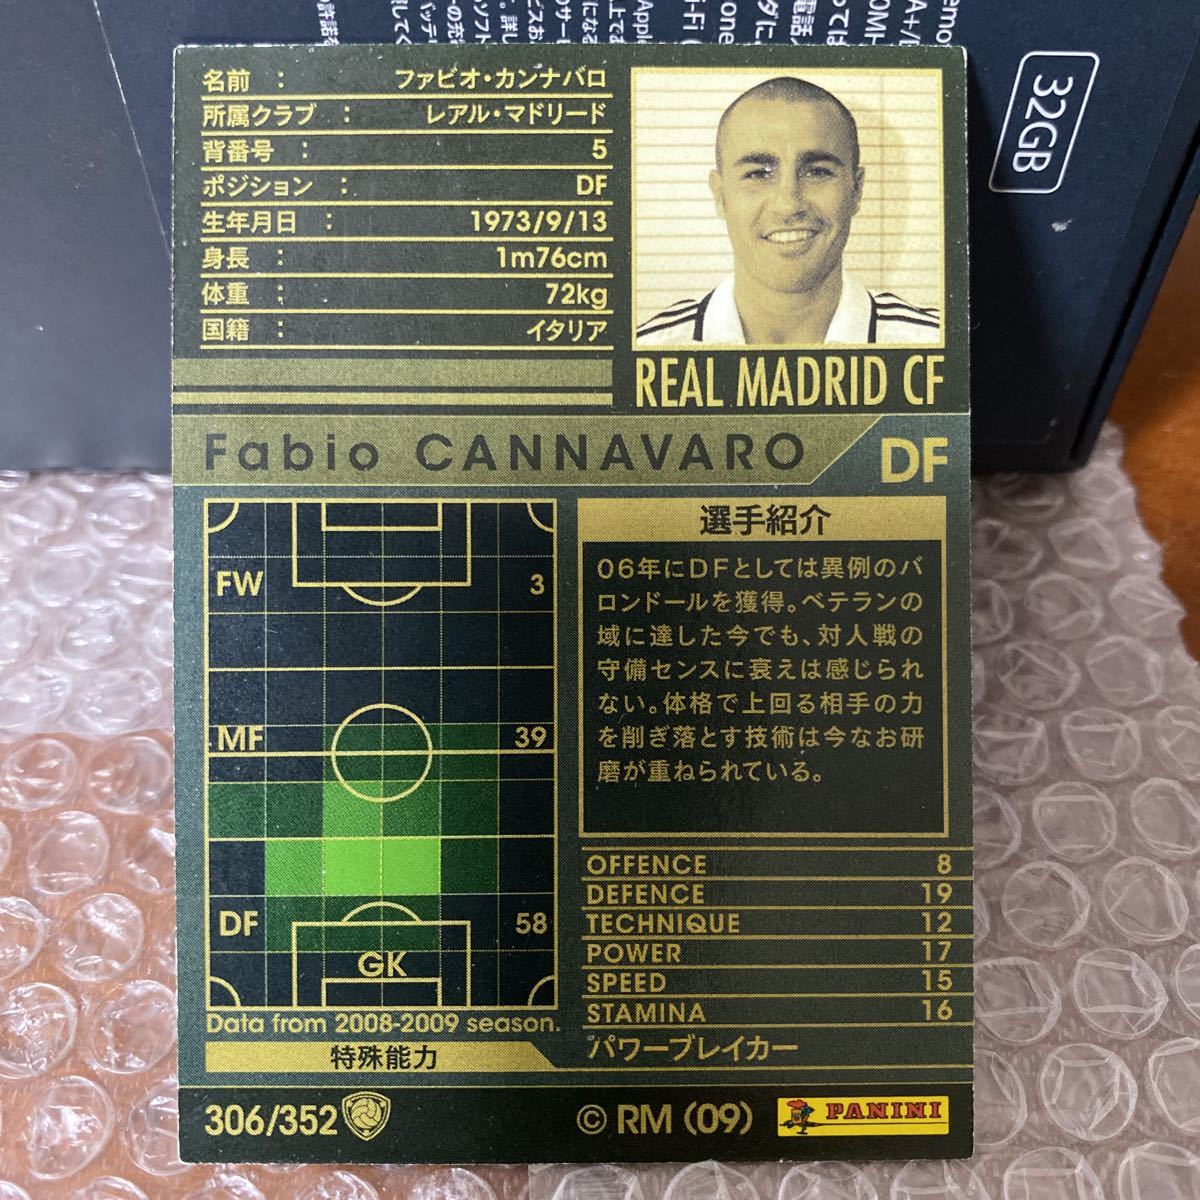 32GB
名前 : ファビオ・カンナバロ
所属クラブ : レアル・マドリード
背番号 : 5
ポジション : DF
生年月日 : 1973/9/13
身長 : 1m76cm
体重 : 72kg
国籍 : イタリア
REAL MADRID CF
Fabio CANNAVARO
DF
FW 3
MF 39
DF 58
GK
Data from 2008-2009 season.
選手紹介
06年にDFとしては異例のバ
ロンドールを獲得。ベテランの
域に達した今でも、対人戦の
守備センスに衰えは感じられ
ない。体格で上回る相手の力
を削ぎ落とす技術は今なお研
磨が重ねられている。
OFFENCE 8
DEFENCE 19
TECHNIQUE 12
POWER 17
SPEED 15
STAMINA 16
特殊能力 パワーブレイカー
306/352
© RM (09)
PANINI